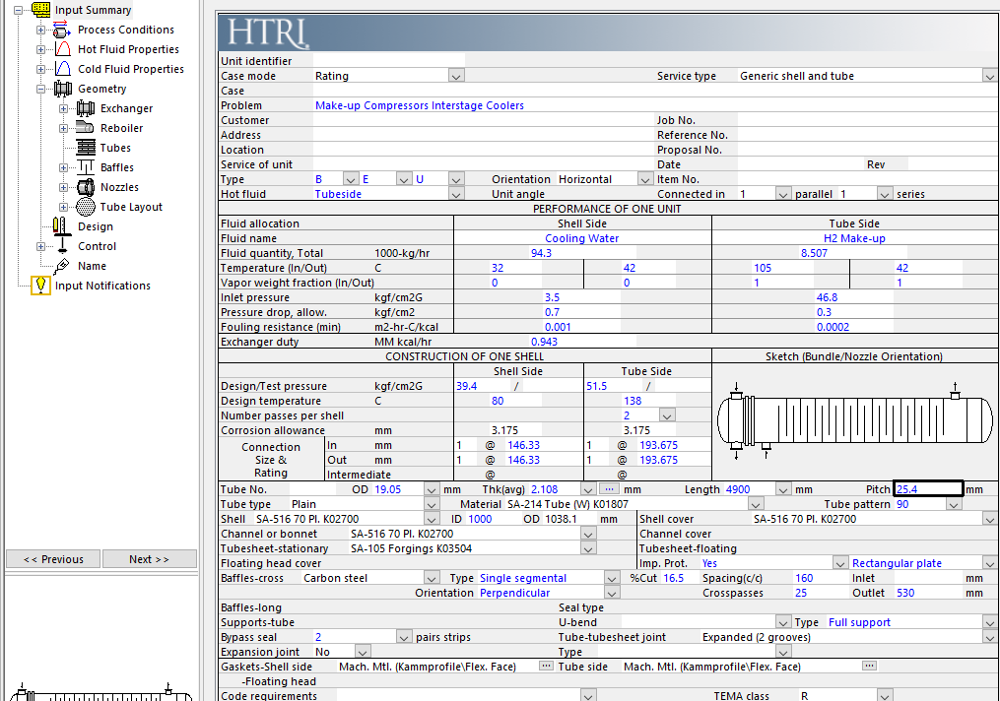 Input Summary
Process Conditions
Hot Fluid Properties
Cold Fluid Properties
Geometry
Exchanger
Reboiler
Tubes
Baffles
Nozzles
Tube Layout
Design
Control
Name
Input Notifications
<< Previous Next >>
HTRI
Unit identifier
Case mode Rating Service type Generic shell and tube
Case
Problem Make-up Compressors Interstage Coolers
Customer Job No.
Address Reference No.
Location Proposal No.
Service of unit Date Rev
Type B E U Orientation Horizontal Item No.
Hot fluid Tubeside Unit angle Connected in 1 parallel 1 series
PERFORMANCE OF ONE UNIT
Fluid allocation Shell Side Tube Side
Fluid name Cooling Water H2 Make-up
Fluid quantity, Total 1000-kg/hr 94.3 8.507
Temperature (In/Out) C 32 42 105 42
Vapor weight fraction (In/Out) 0 0 1 1
Inlet pressure kgf/cm2G 3.5 46.8
Pressure drop, allow. kgf/cm2 0.7 0.3
Fouling resistance (min) m2-hr-C/kcal 0.001 0.0002
Exchanger duty MM kcal/hr 0.943
CONSTRUCTION OF ONE SHELL Sketch (Bundle/Nozzle Orientation)
Shell Side Tube Side
Design/Test pressure kgf/cm2G 39.4 / 51.5 /
Design temperature C 80 138
Number passes per shell 2
Corrosion allowance mm 3.175 3.175
Connection In mm 1 @ 146.33 1 @ 193.675
Size & Out mm 1 @ 146.33 1 @ 193.675
Rating Intermediate @ @
Tube No. OD 19.05 mm Thk(avg) 2.108 ... mm Length 4900 mm Pitch 25.4 mm
Tube type Plain Material SA-214 Tube (W) K01807 Tube pattern 90
Shell SA-516 70 Pl. K02700 ID 1000 OD 1038.1 mm Shell cover SA-516 70 Pl. K02700
Channel or bonnet SA-516 70 Pl. K02700 Channel cover
Tubesheet-stationary SA-105 Forgings K03504 Tubesheet-floating
Floating head cover Imp. Prot. Yes Rectangular plate
Baffles-cross Carbon steel Type Single segmental %Cut 16.5 Spacing(c/c) 160 Inlet mm
Orientation Perpendicular Crosspasses 25 Outlet 530 mm
Baffles-long Seal type
Supports-tube U-bend Type Full support
Bypass seal 2 pairs strips Tube-tubesheet joint Expanded (2 grooves)
Expansion joint No Type
Gaskets-Shell side Mach. Mtl. (Kammprofile\Flex. Face) ... Tube side Mach. Mtl. (Kammprofile\Flex. Face) ...
-Floating head
Code requirements TEMA class R